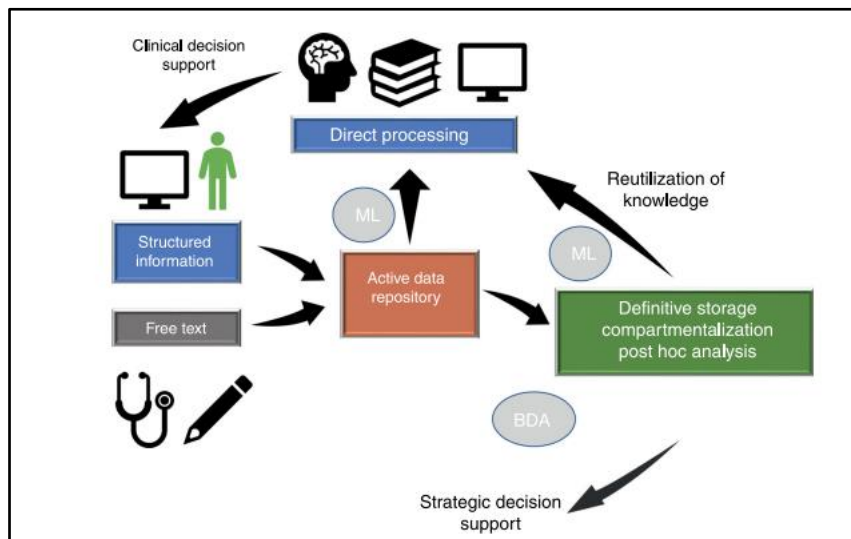 Clinical decision
support
Direct processing
Reutilization of
knowledge
ML
Structured
information
ML
Active data
repository
Definitive storage
compartmentalization
post hoc analysis
Free text
BDA
Strategic decision
support